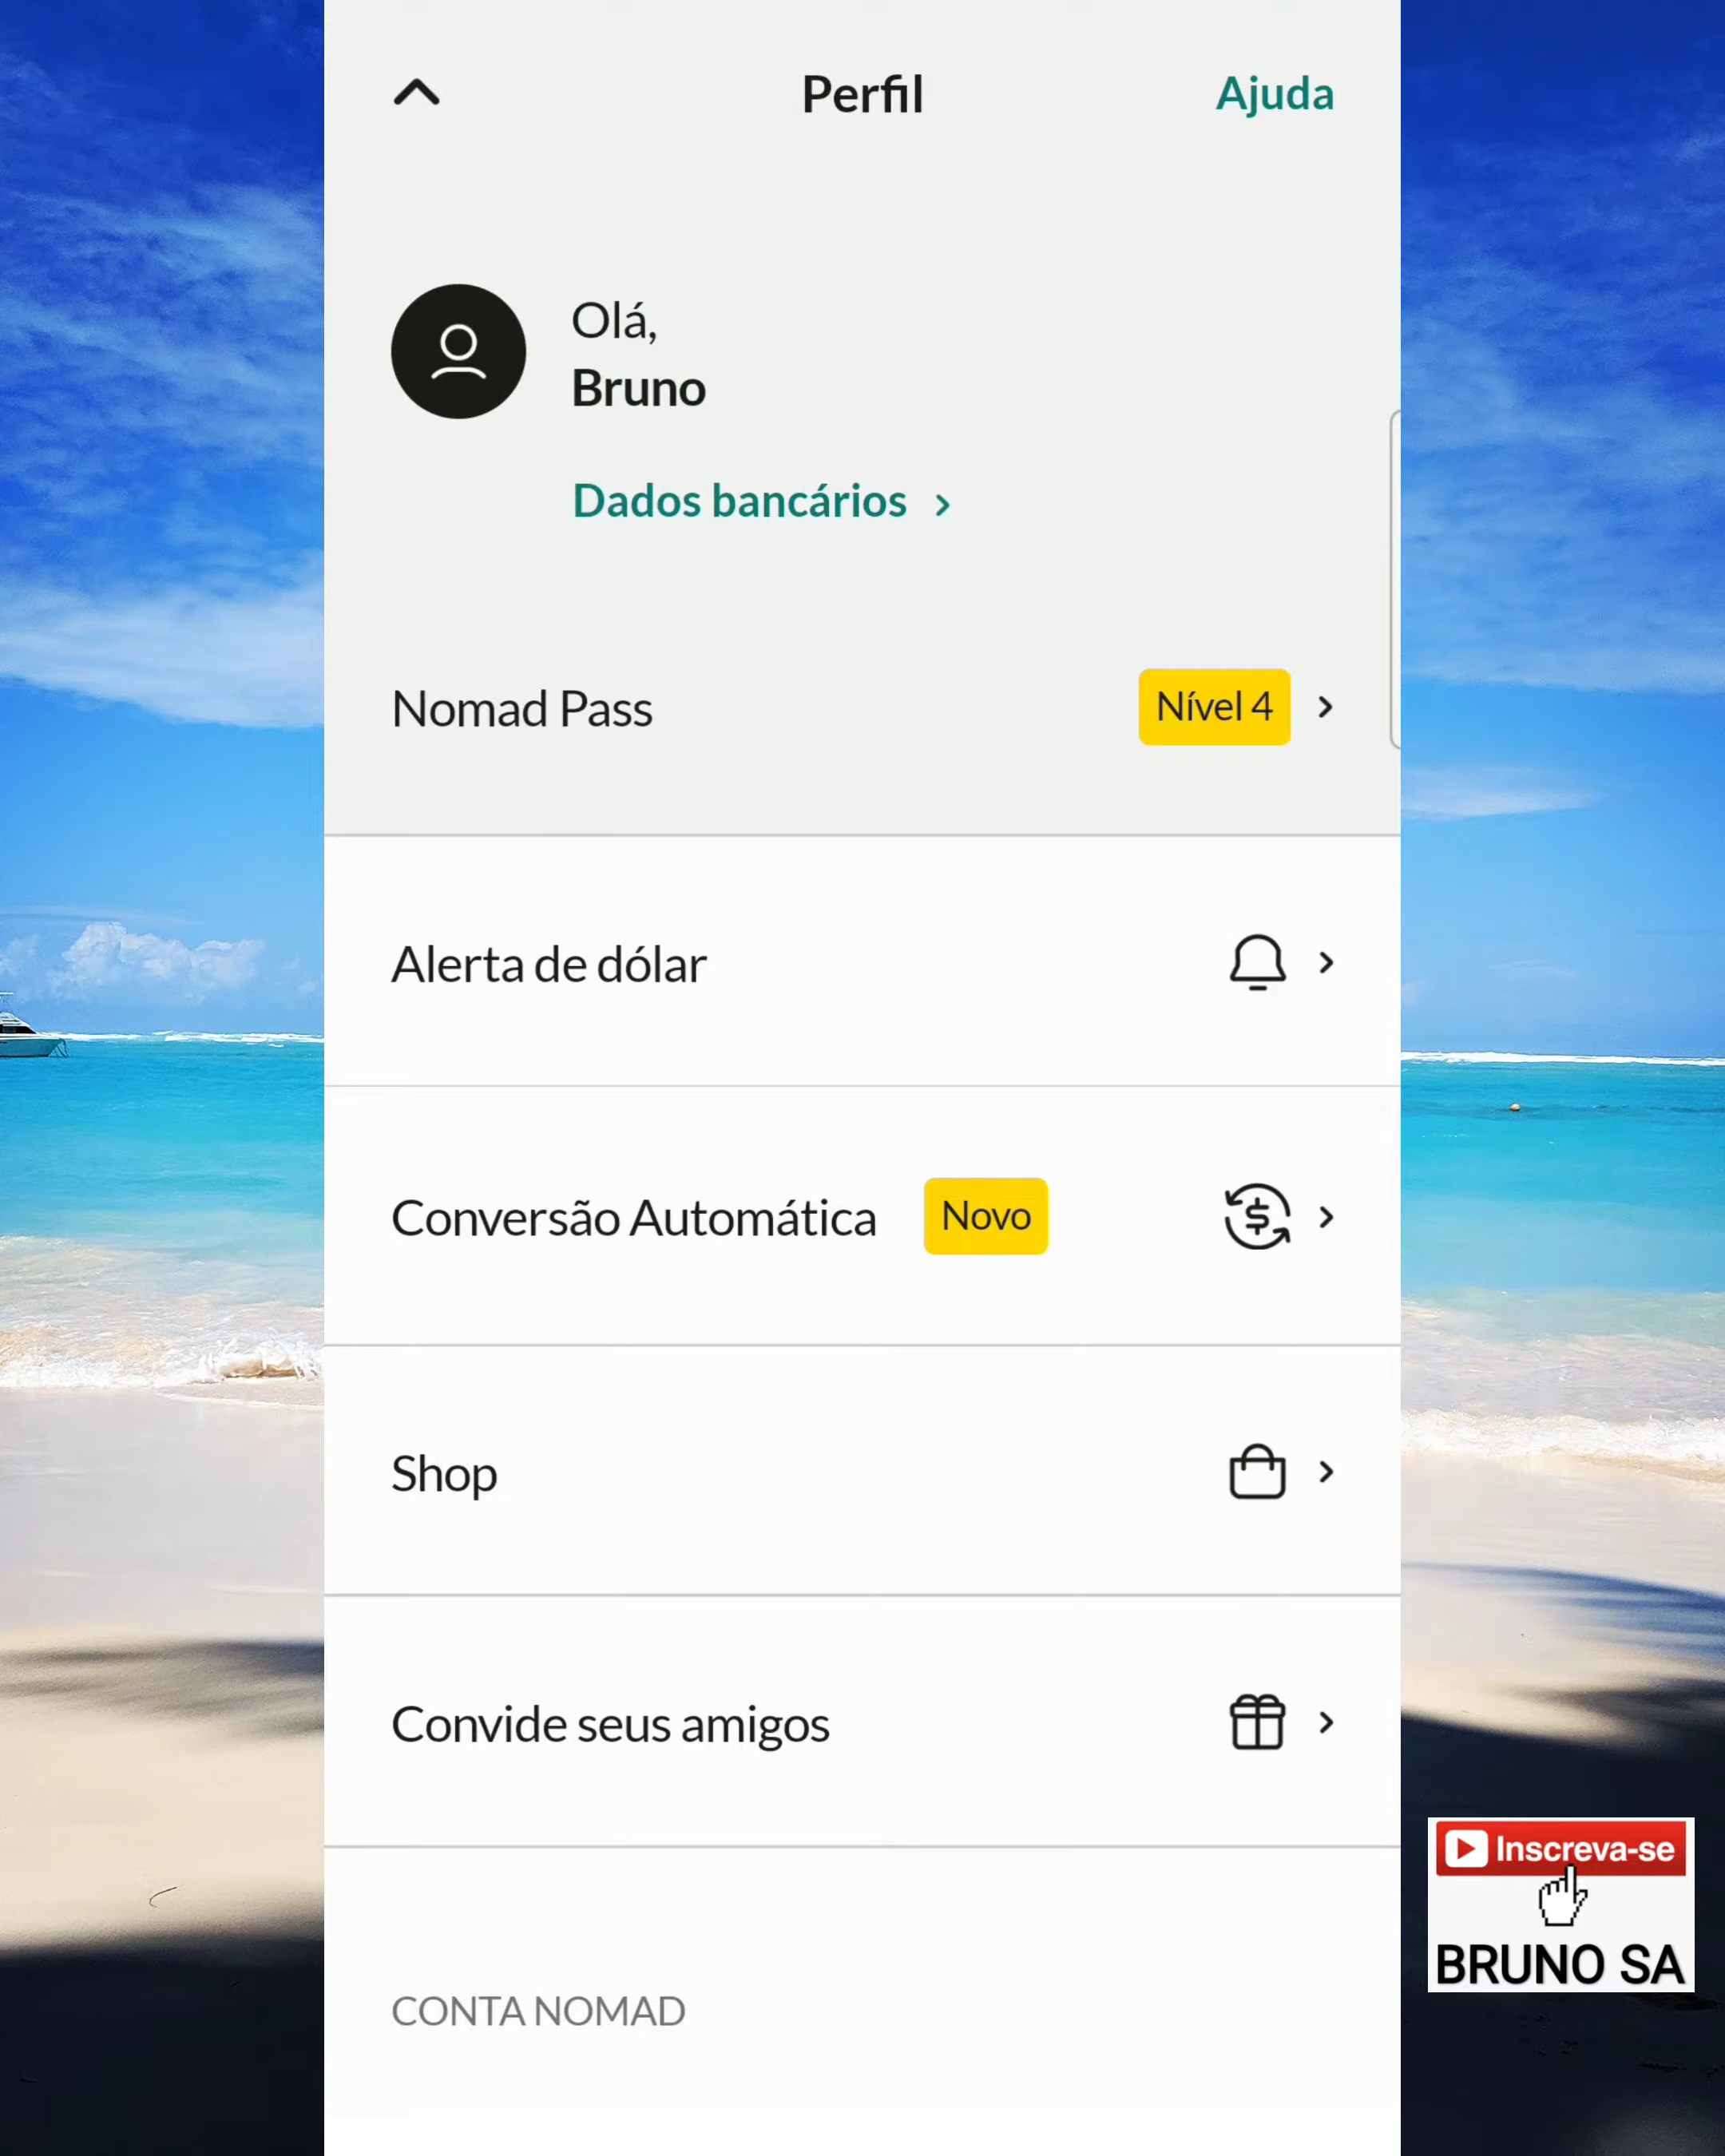 Perfil
Ajuda
Olá,
Bruno
Dados bancários
Nomad Pass
Nível 4
Alerta de dólar
Conversão Automática
Novo
Shop
Convide seus amigos
CONTA NOMAD
Inscreva-se
BRUNO SA